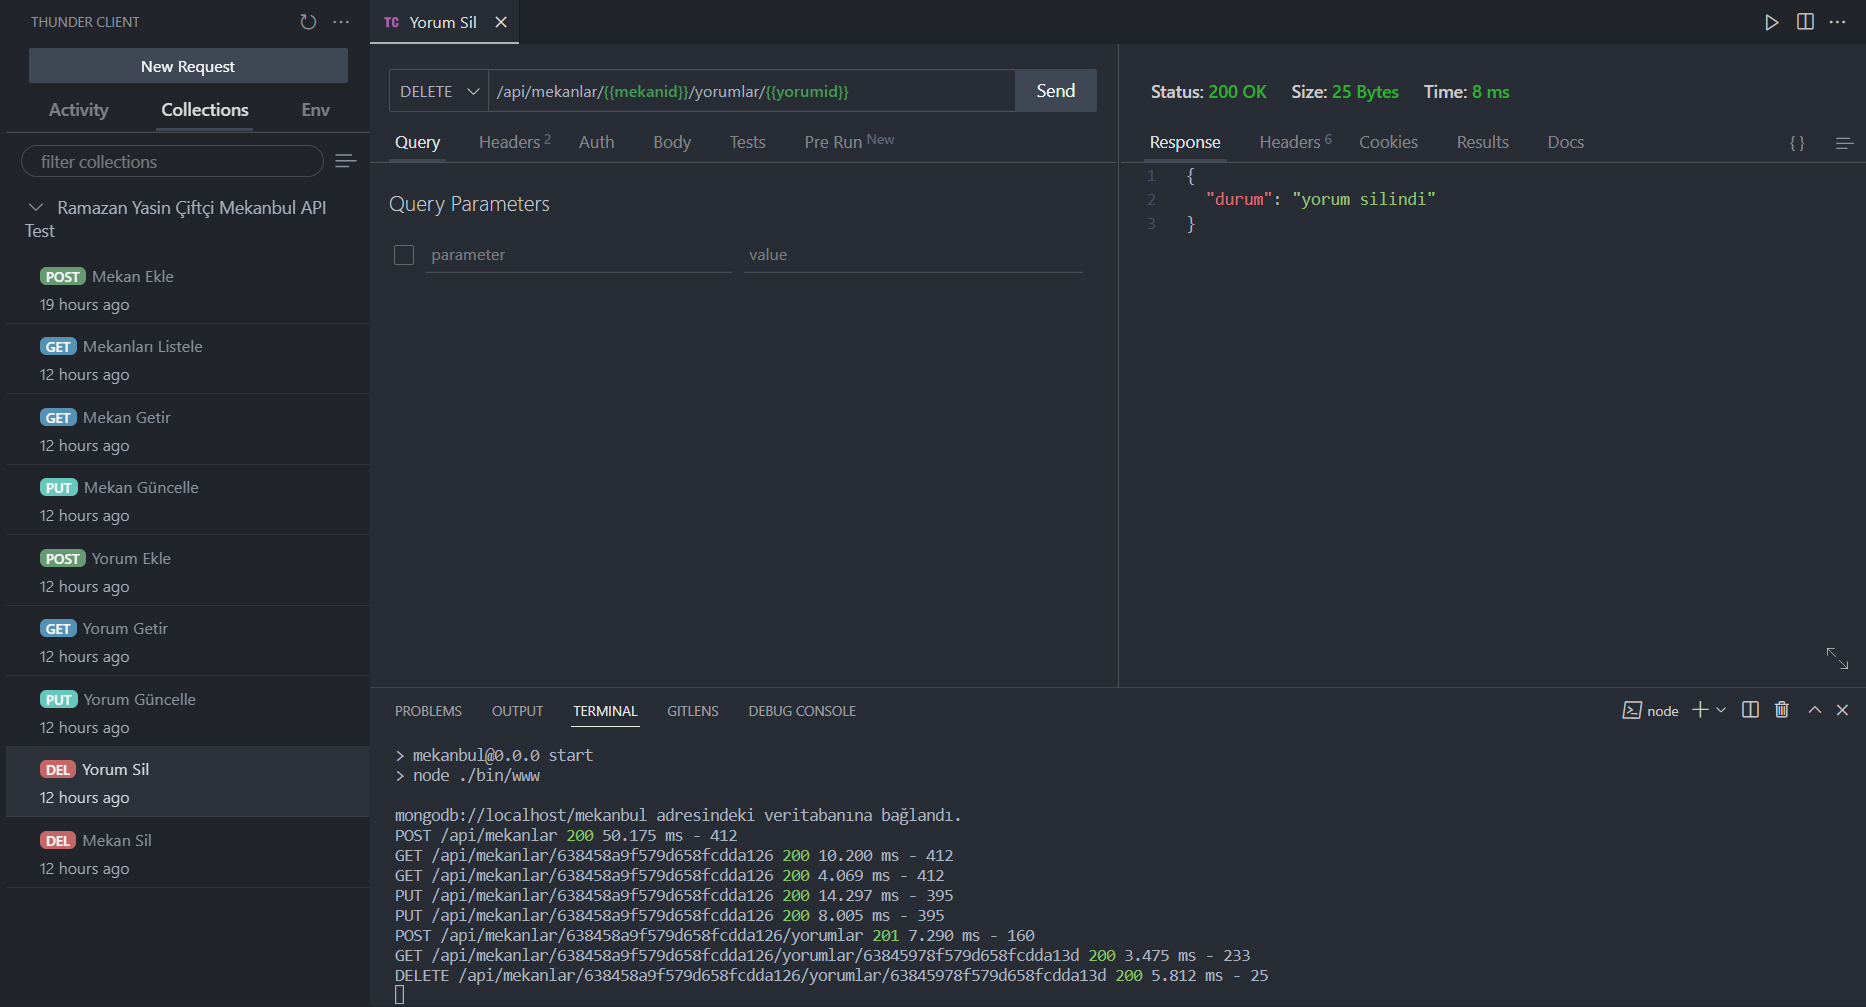 THUNDER CLIENT
New Request
Activity
Collections
Env
filter collections
Ramazan Yasin Çiftçi Mekanbul API
Test
POST Mekan Ekle
19 hours ago
GET Mekanları Listele
12 hours ago
GET Mekan Getir
12 hours ago
PUT Mekan Güncelle
12 hours ago
POST Yorum Ekle
12 hours ago
GET Yorum Getir
12 hours ago
PUT Yorum Güncelle
12 hours ago
DEL Yorum Sil
12 hours ago
DEL Mekan Sil
12 hours ago
TC Yorum Sil
DELETE /api/mekanlar/{{mekanid}}/yorumlar/{{yorumid}} Send
Query Headers 2 Auth Body Tests Pre Run New
Query Parameters
parameter value
Status: 200 OK Size: 25 Bytes Time: 8 ms
Response Headers 6 Cookies Results Docs {}
1 {
2 "durum": "yorum silindi"
3 }
PROBLEMS OUTPUT TERMINAL GITLENS DEBUG CONSOLE node
> mekanbul@0.0.0 start
> node ./bin/www
mongodb://localhost/mekanbul adresindeki veritabanına bağlandı.
POST /api/mekanlar 200 50.175 ms - 412
GET /api/mekanlar/638458a9f579d658fcdda126 200 10.200 ms - 412
GET /api/mekanlar/638458a9f579d658fcdda126 200 4.069 ms - 412
PUT /api/mekanlar/638458a9f579d658fcdda126 200 14.297 ms - 395
PUT /api/mekanlar/638458a9f579d658fcdda126 200 8.005 ms - 395
POST /api/mekanlar/638458a9f579d658fcdda126/yorumlar 201 7.290 ms - 160
GET /api/mekanlar/638458a9f579d658fcdda126/yorumlar/63845978f579d658fcdda13d 200 3.475 ms - 233
DELETE /api/mekanlar/638458a9f579d658fcdda126/yorumlar/63845978f579d658fcdda13d 200 5.812 ms - 25